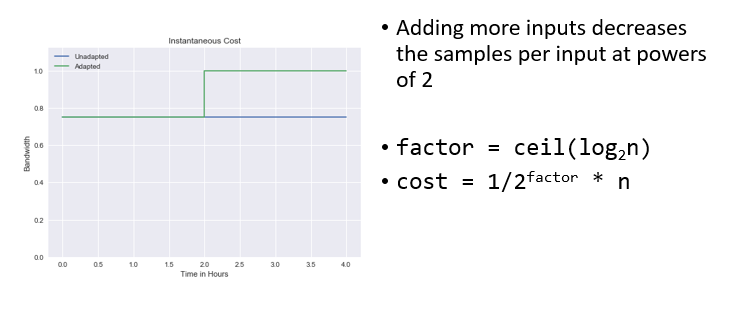 Instantaneous Cost
Unadapted
Adapted
1.0
0.8
0.6
0.4
0.2
0.0
Bandwidth
0.0 0.5 1.0 1.5 2.0 2.5 3.0 3.5 4.0
Time in Hours
• Adding more inputs decreases
the samples per input at powers
of 2
• factor = ceil(log₂n)
• cost = 1/2^factor * n